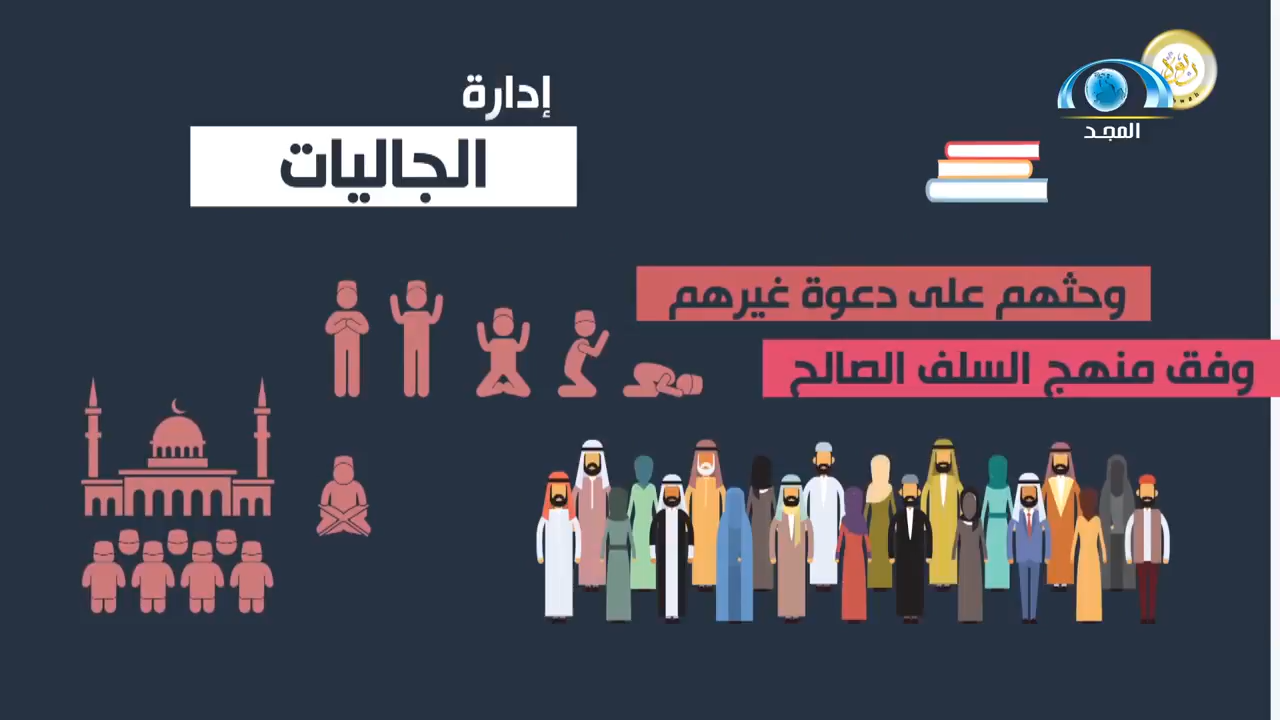 إدارة
الجاليات
المجد
وحثهم على دعوة غيرهم
وفق منهج السلف الصالح